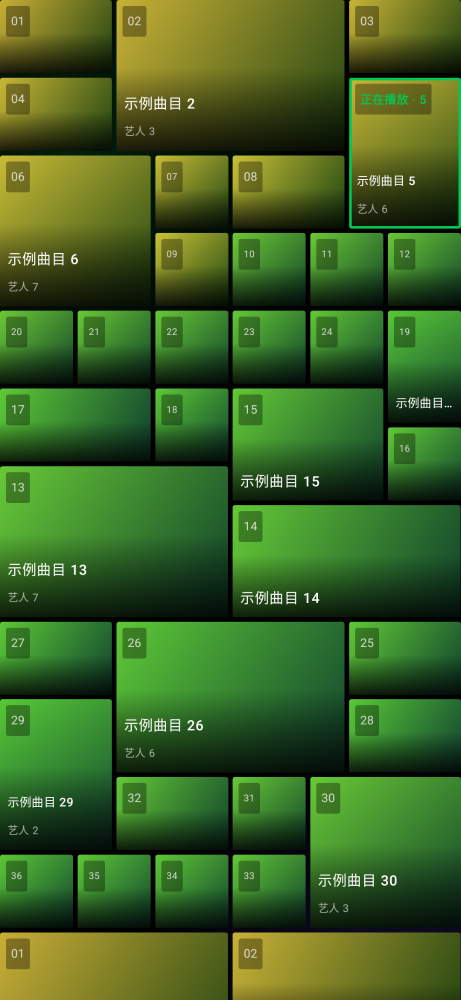 01
02
示例曲目 2
艺人 3
03
04
正在播放 · 5
示例曲目 5
艺人 6
06
示例曲目 6
艺人 7
07
08
09
10
11
12
20
21
22
23
24
19
示例曲目...
17
18
15
示例曲目 15
16
13
示例曲目 13
艺人 7
14
示例曲目 14
27
26
示例曲目 26
艺人 6
25
28
29
示例曲目 29
艺人 2
32
31
30
示例曲目 30
艺人 3
36
35
34
33
01
02